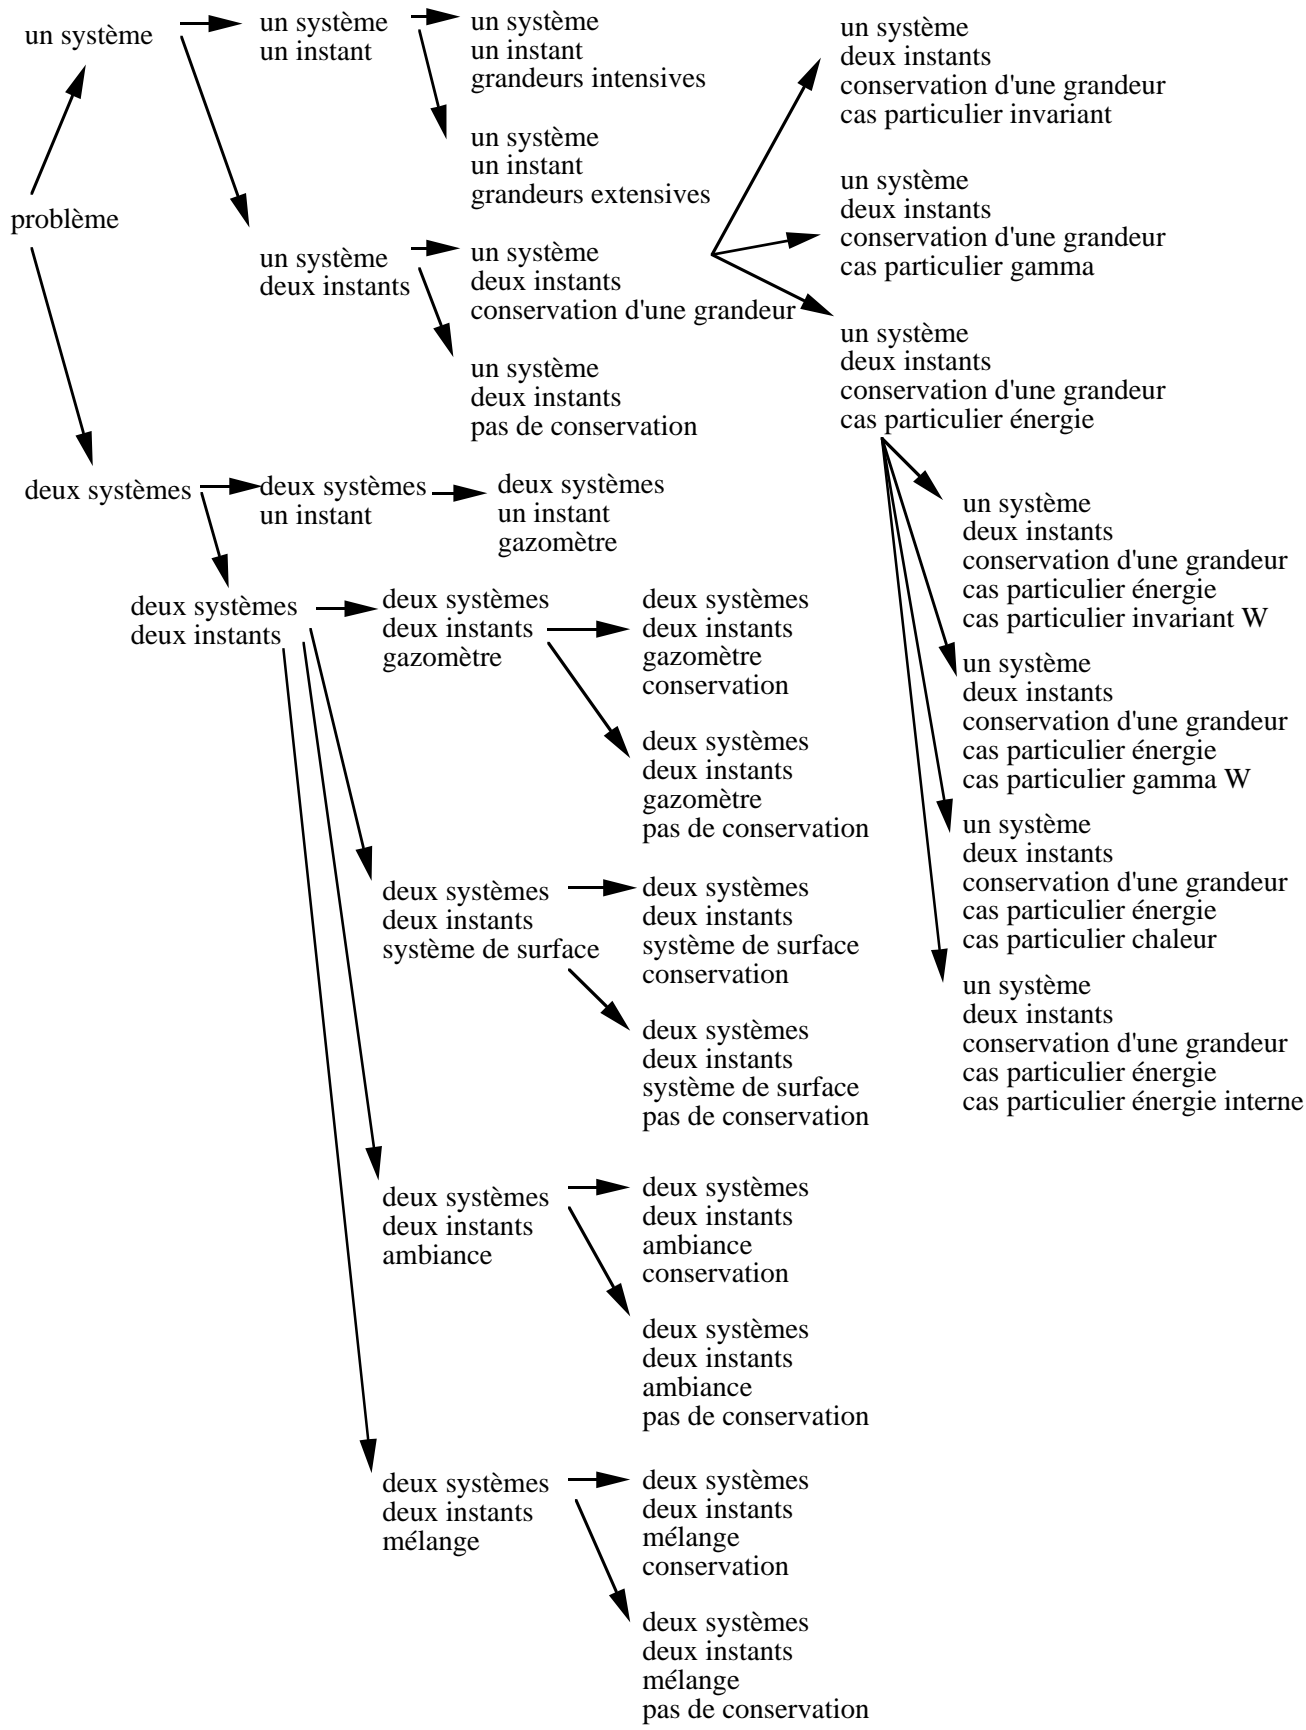 un système
un système
un instant
un système
un instant
grandeurs intensives
un système
un instant
grandeurs extensives
un système
deux instants
conservation d'une grandeur
cas particulier invariant
un système
deux instants
conservation d'une grandeur
cas particulier gamma
problème
un système
deux instants
un système
deux instants
conservation d'une grandeur
un système
deux instants
pas de conservation
un système
deux instants
conservation d'une grandeur
cas particulier énergie
deux systèmes
deux systèmes
un instant
deux systèmes
un instant
gazomètre
un système
deux instants
conservation d'une grandeur
cas particulier énergie
cas particulier invariant W
un système
deux instants
conservation d'une grandeur
cas particulier énergie
cas particulier gamma W
un système
deux instants
conservation d'une grandeur
cas particulier énergie
cas particulier chaleur
un système
deux instants
conservation d'une grandeur
cas particulier énergie
cas particulier énergie interne
deux systèmes
deux instants
deux systèmes
deux instants
gazomètre
deux systèmes
deux instants
gazomètre
conservation
deux systèmes
deux instants
gazomètre
pas de conservation
deux systèmes
deux instants
système de surface
deux systèmes
deux instants
système de surface
conservation
deux systèmes
deux instants
système de surface
pas de conservation
deux systèmes
deux instants
ambiance
deux systèmes
deux instants
ambiance
conservation
deux systèmes
deux instants
ambiance
pas de conservation
deux systèmes
deux instants
mélange
deux systèmes
deux instants
mélange
conservation
deux systèmes
deux instants
mélange
pas de conservation